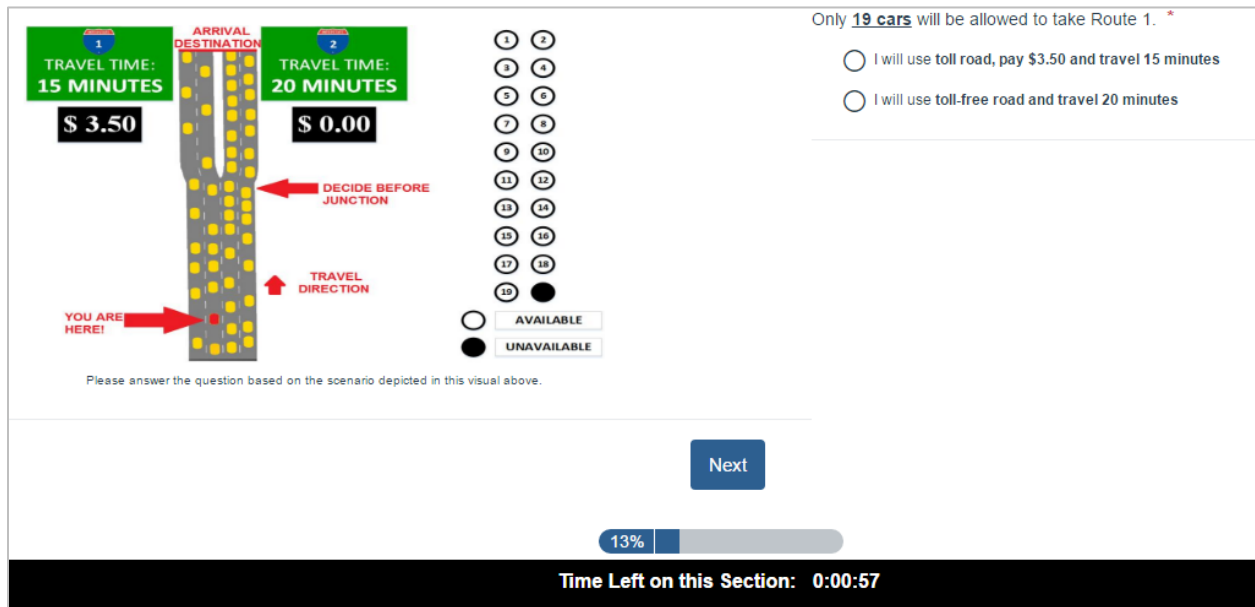 ARRIVAL
DESTINATION
1
TRAVEL TIME:
15 MINUTES
$ 3.50
2
TRAVEL TIME:
20 MINUTES
$ 0.00
DECIDE BEFORE
JUNCTION
TRAVEL
DIRECTION
YOU ARE
HERE!
1 2
3 4
5 6
7 8
9 10
11 12
13 14
15 16
17 18
19
AVAILABLE
UNAVAILABLE
Please answer the question based on the scenario depicted in this visual above.
Only 19 cars will be allowed to take Route 1. *
I will use toll road, pay $3.50 and travel 15 minutes
I will use toll-free road and travel 20 minutes
Next
13%
Time Left on this Section: 0:00:57